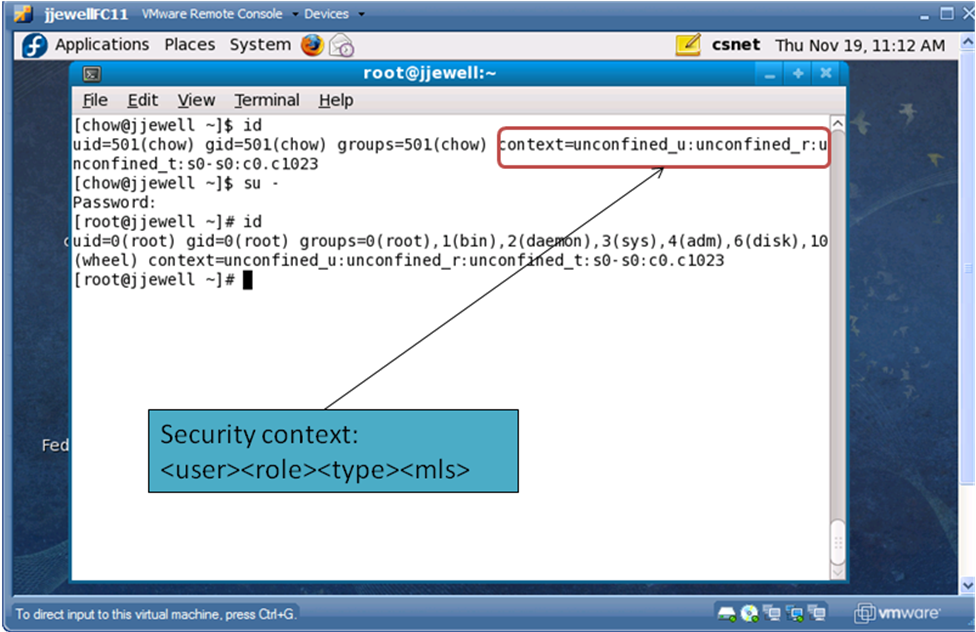 jjewellFC11 VMware Remote Console Devices
Applications Places System csnet Thu Nov 19, 11:12 AM
root@jjewell:~
File Edit View Terminal Help
[chow@jjewell ~]$ id
uid=501(chow) gid=501(chow) groups=501(chow) context=unconfined_u:unconfined_r:u
nconfined_t:s0-s0:c0.c1023
[chow@jjewell ~]$ su -
Password:
[root@jjewell ~]# id
uid=0(root) gid=0(root) groups=0(root),1(bin),2(daemon),3(sys),4(adm),6(disk),10
(wheel) context=unconfined_u:unconfined_r:unconfined_t:s0-s0:c0.c1023
[root@jjewell ~]#
Security context:
<user><role><type><mls>
Fed
To direct input to this virtual machine, press Ctrl+G.
vmware